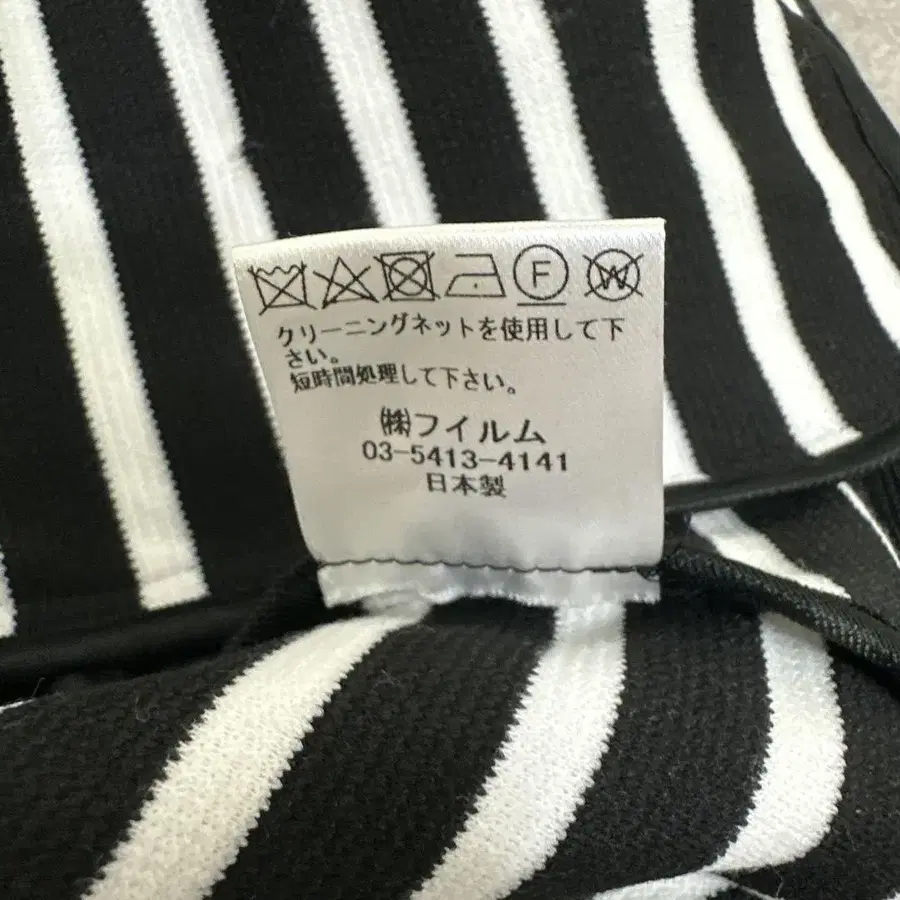 F W
クリーニングネットを使用して下
さい。
短時間処理して下さい。
㈱フイルム
03-5413-4141
日本製